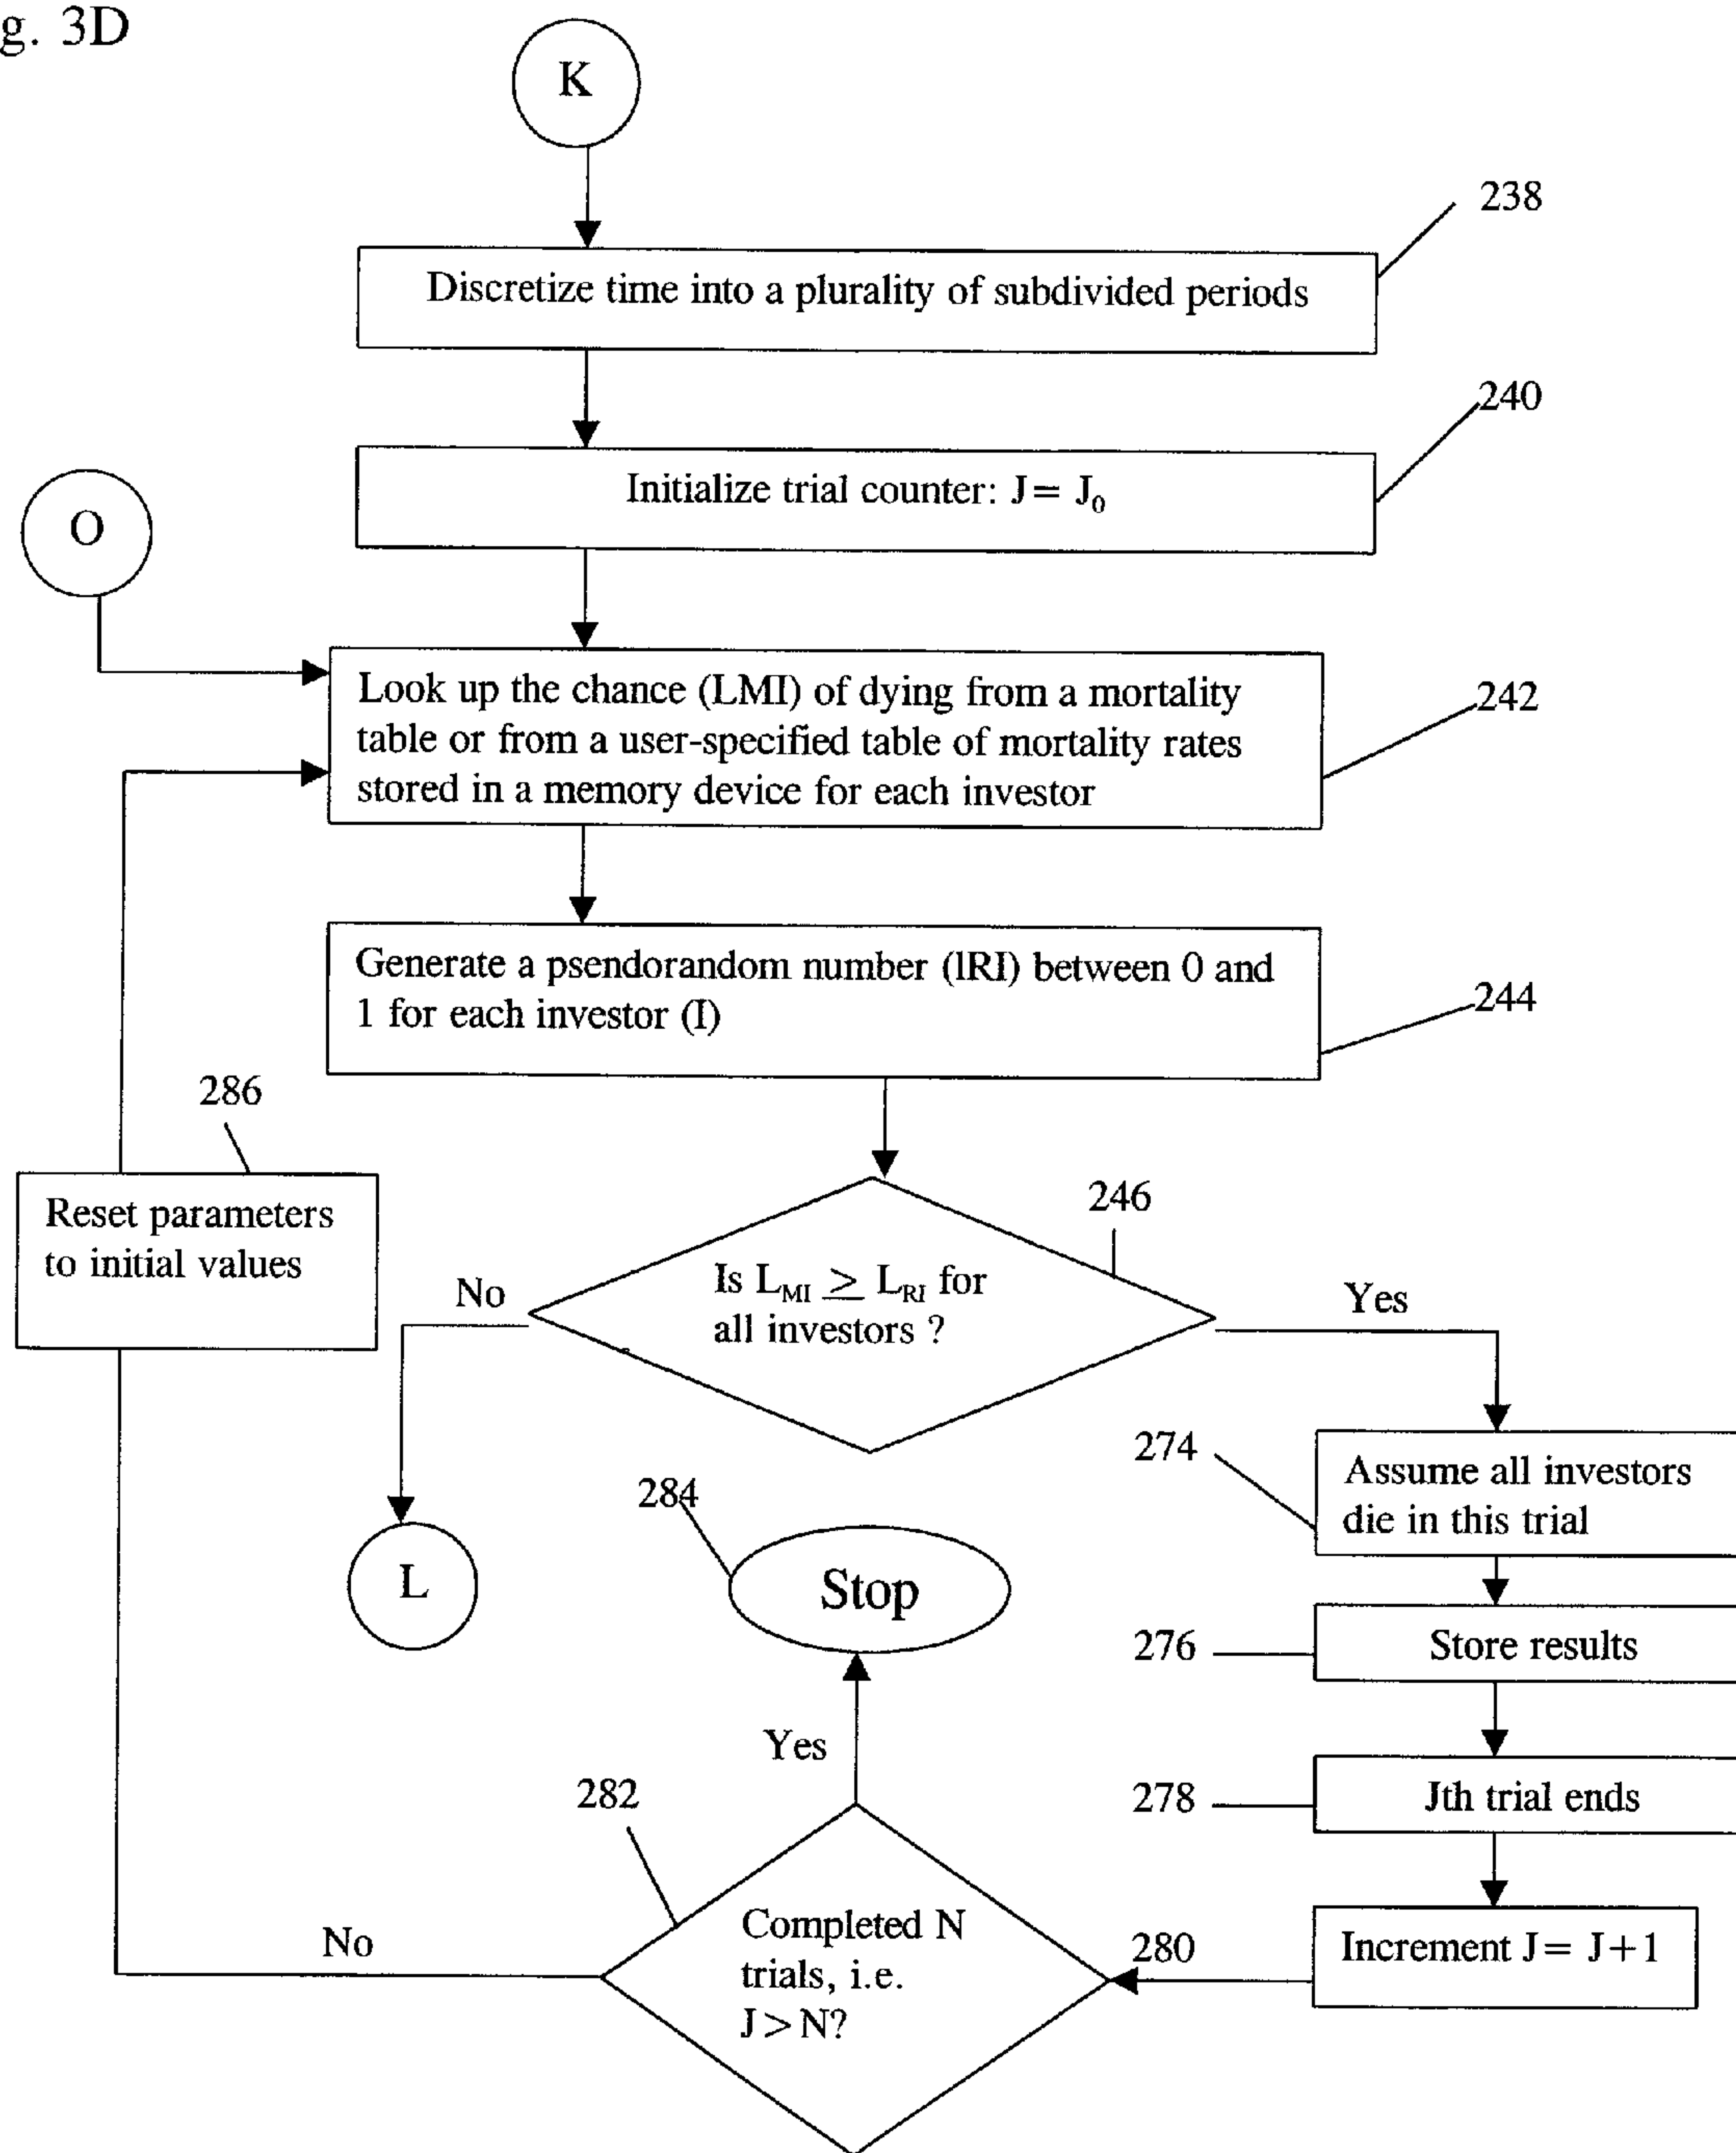 g. 3D
K
238
Discretize time into a plurality of subdivided periods
240
Initialize trial counter: J= J₀
O
242
Look up the chance (LMI) of dying from a mortality
table or from a user-specified table of mortality rates
stored in a memory device for each investor
Generate a psendorandom number (lRI) between 0 and
1 for each investor (I)
244
286
Reset parameters
to initial values
246
No
Is L_MI ≥ L_RI for
all investors ?
Yes
274
Assume all investors
die in this trial
284
Stop
L
276
Store results
Yes
278
Jth trial ends
282
No
Completed N
trials, i.e.
J>N?
280
Increment J= J+1